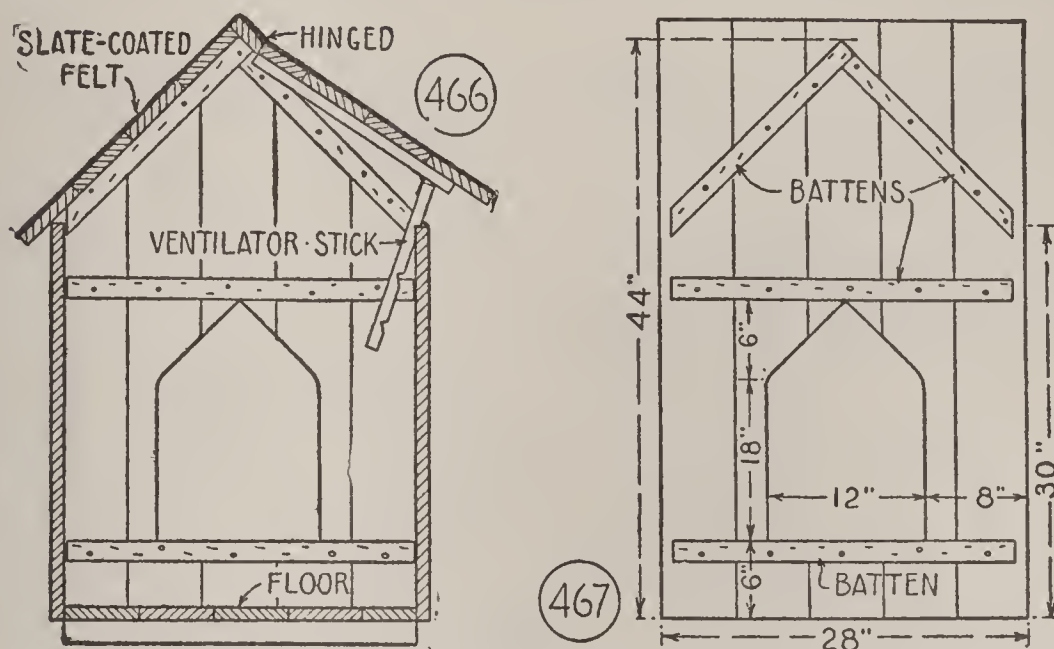 SLATE-COATED
FELT
HINGED
466
VENTILATOR·STICK
FLOOR
BATTENS
44"
6"
18"
12"
8"
30"
6"
BATTEN
467
28"